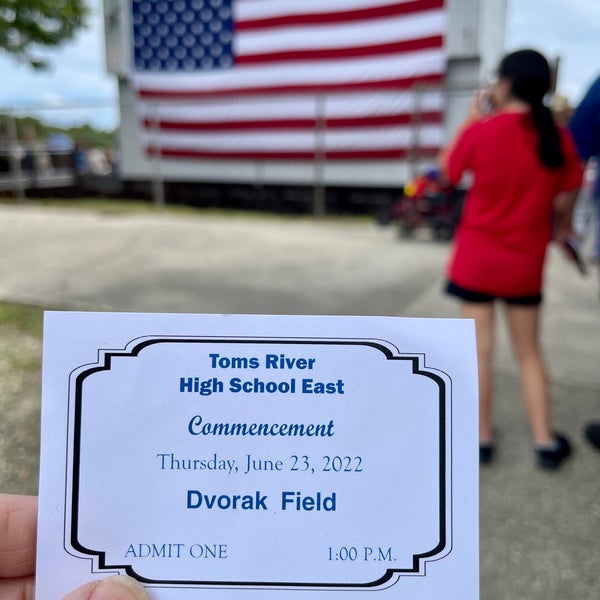 Toms River
High School East
Commencement
Thursday, June 23, 2022
Dvorak Field
ADMIT ONE 1:00 P.M.